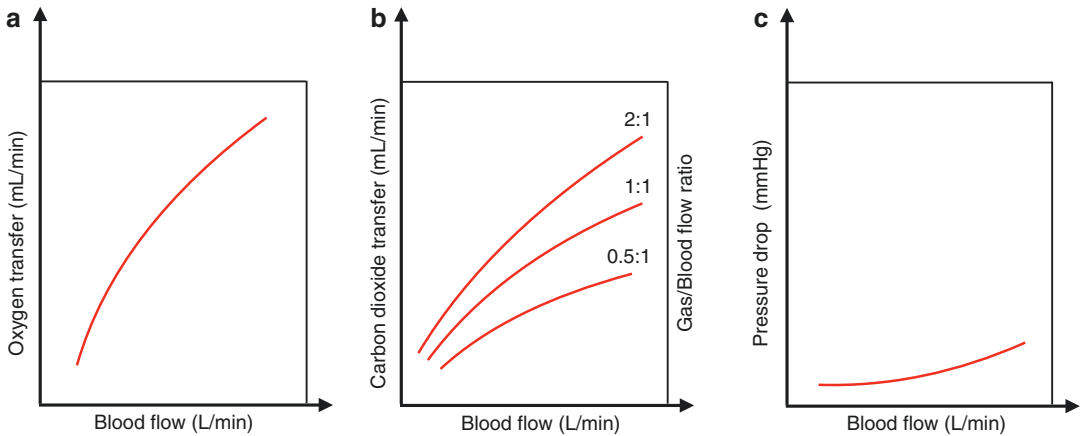 a
Oxygen transfer (mL/min)
Blood flow (L/min)
b
Carbon dioxide transfer (mL/min)
2:1
1:1
0.5:1
Gas/Blood flow ratio
Blood flow (L/min)
c
Pressure drop (mmHg)
Blood flow (L/min)